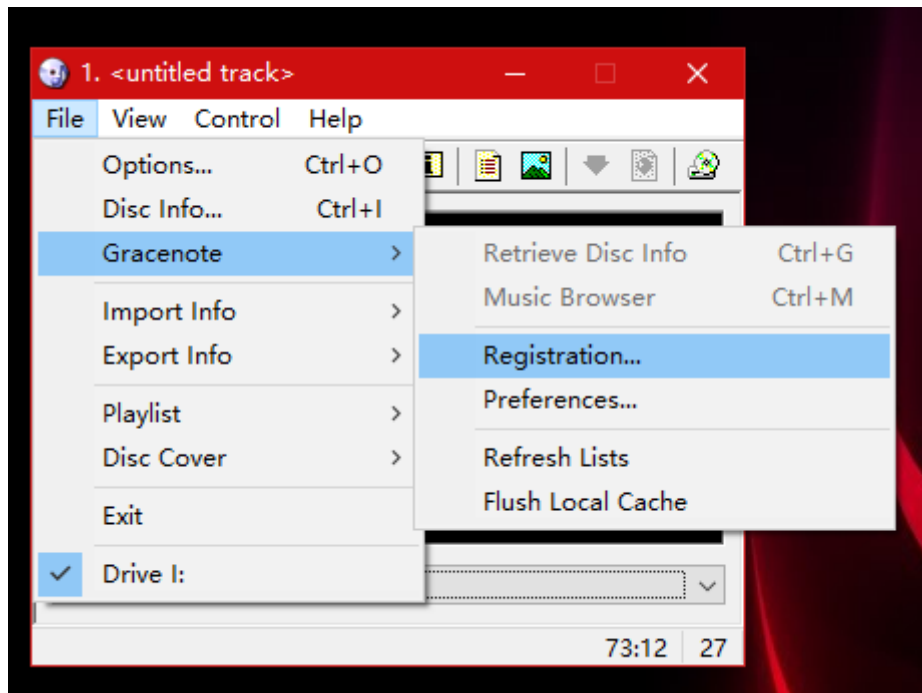 1. <untitled track>
File View Control Help
Options... Ctrl+O
Disc Info... Ctrl+I
Gracenote
Import Info
Export Info
Playlist
Disc Cover
Exit
Drive I:
Retrieve Disc Info Ctrl+G
Music Browser Ctrl+M
Registration...
Preferences...
Refresh Lists
Flush Local Cache
73:12 27